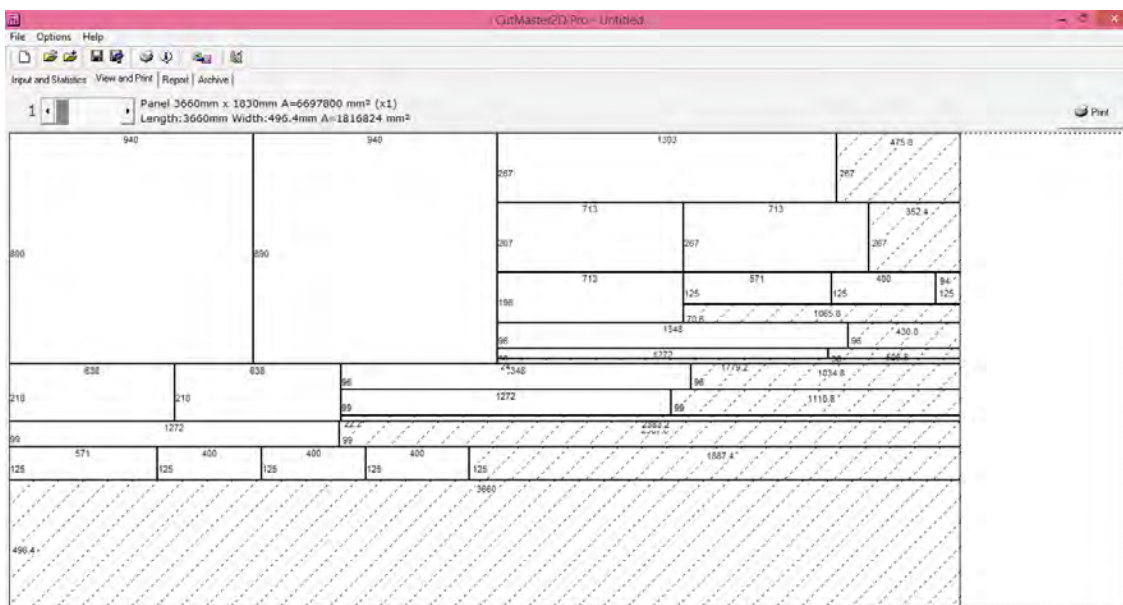 CutMaster2D Pro - Untitled
File Options Help
Input and Statistics View and Print Report Archive
1 Panel 3660mm x 1830mm A=6697800 mm² (x1)
Length:3660mm Width:496.4mm A=1816824 mm²
Print
940 940 1303 475.8
267 267
713 713 352.4
890 890 267 267 267
713 571 400 94
198 125 125 125
70.6 1065.8
1348 430.8
96 96
1272
638 638 1348 1779.2 1034.8
96 96
210 210 1272 1110.8
99 99
1272 22.2
99 99
571 400 400 400 1887.4
125 125 125 125 125
3660
496.4